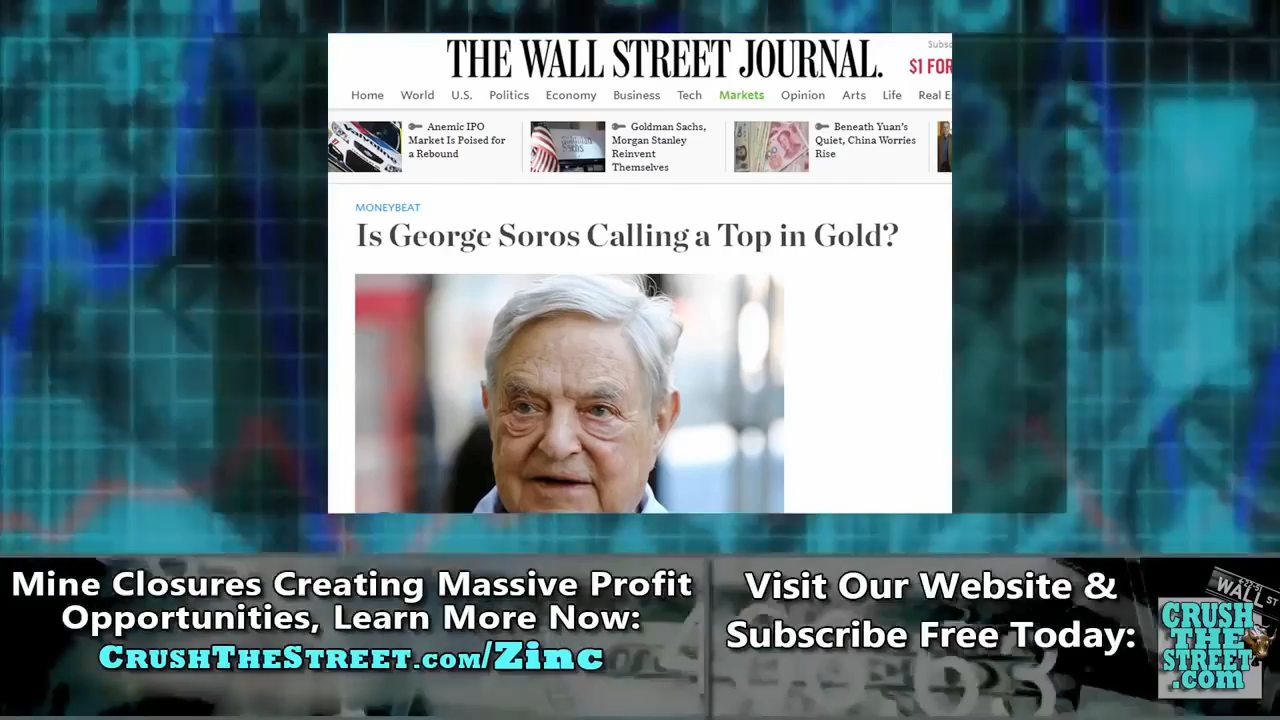 THE WALL STREET JOURNAL.
Subsc
$1 FOR
Home World U.S. Politics Economy Business Tech Markets Opinion Arts Life Real E
Anemic IPO
Market Is Poised for
a Rebound
Goldman Sachs,
Morgan Stanley
Reinvent
Themselves
Beneath Yuan's
Quiet, China Worries
Rise
MONEYBEAT
Is George Soros Calling a Top in Gold?
Mine Closures Creating Massive Profit
Opportunities, Learn More Now:
CrushTheStreet.com/Zinc
Visit Our Website &
Subscribe Free Today:
WALL ST
CRUSH
THE
STREET
.com